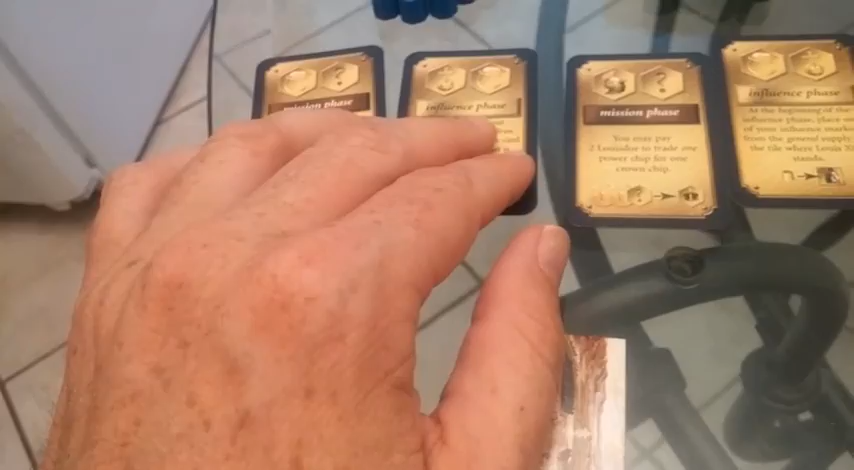 mission phase
influence phase
mission phase
You may pay
2 Louisdor to trade one
power chip for one
crown chip.
influence phase
At the beginning of the
influence phase, place one
of your influence markers
from the general supply
the tile where Louis XIV
stands.